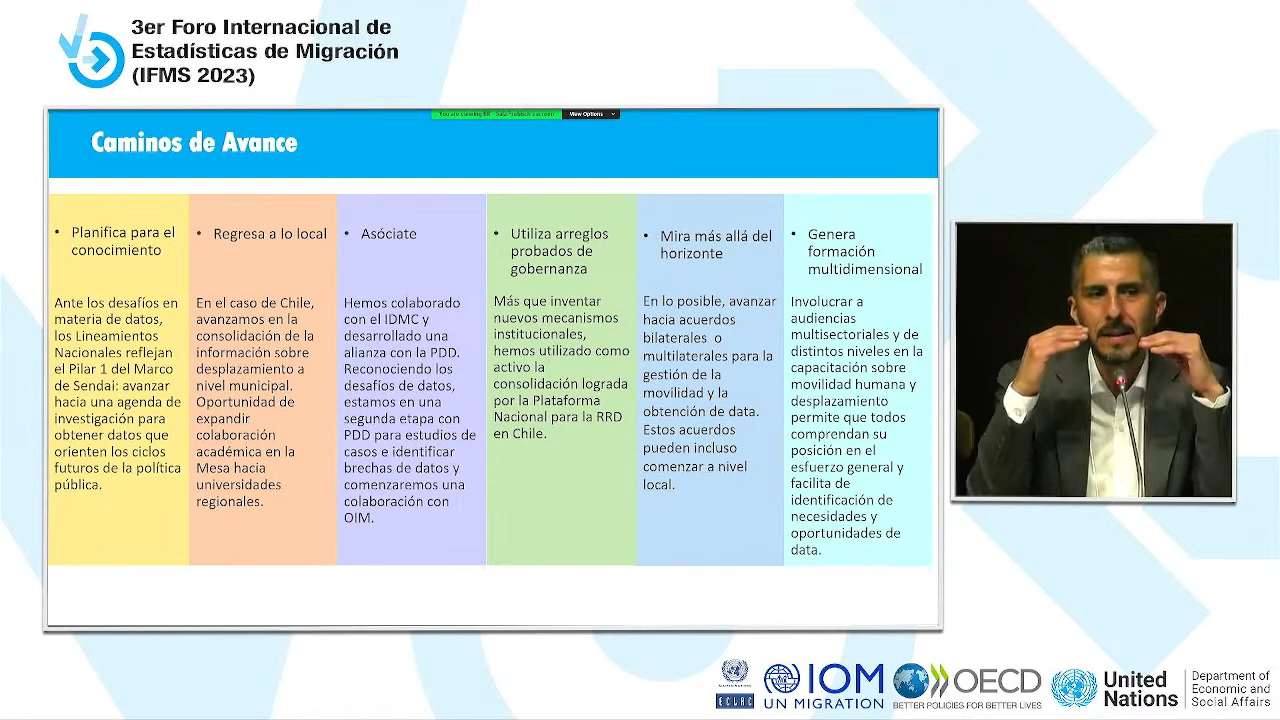 3er Foro Internacional de
Estadísticas de Migración
(IFMS 2023)
You are viewing BK - Sala Prebisch's screen
View Options
Caminos de Avance
• Planifica para el
conocimiento
Ante los desafíos en
materia de datos,
los Lineamientos
Nacionales reflejan
el Pilar 1 del Marco
de Sendai: avanzar
hacia una agenda de
investigación para
obtener datos que
orienten los ciclos
futuros de la política
pública.
• Regresa a lo local
En el caso de Chile,
avanzamos en la
consolidación de la
información sobre
desplazamiento a
nivel municipal.
Oportunidad de
expandir
colaboración
académica en la
Mesa hacia
universidades
regionales.
• Asóciate
Hemos colaborado
con el IDMC y
desarrollado una
alianza con la PDD.
Reconociendo los
desafíos de datos,
estamos en una
segunda etapa con
PDD para estudios de
casos e identificar
brechas de datos y
comenzaremos una
colaboración con
OIM.
• Utiliza arreglos
probados de
gobernanza
Más que inventar
nuevos mecanismos
institucionales,
hemos utilizado como
activo la
consolidación lograda
por la Plataforma
Nacional para la RRD
en Chile.
• Mira más allá del
horizonte
En lo posible, avanzar
hacia acuerdos
bilaterales o
multilaterales para la
gestión de la
movilidad y la
obtención de data.
Estos acuerdos
pueden incluso
comenzar a nivel
local.
• Genera
formación
multidimensional
Involucrar a
audiencias
multisectoriales y de
distintos niveles en la
capacitación sobre
movilidad humana y
desplazamiento
permite que todos
comprendan su
posición en el
esfuerzo general y
facilita de
identificación de
necesidades y
oportunidades de
data.
ECLAC
IOM
UN MIGRATION
OECD
BETTER POLICIES FOR BETTER LIVES
United
Nations
Department of
Economic and
Social Affairs